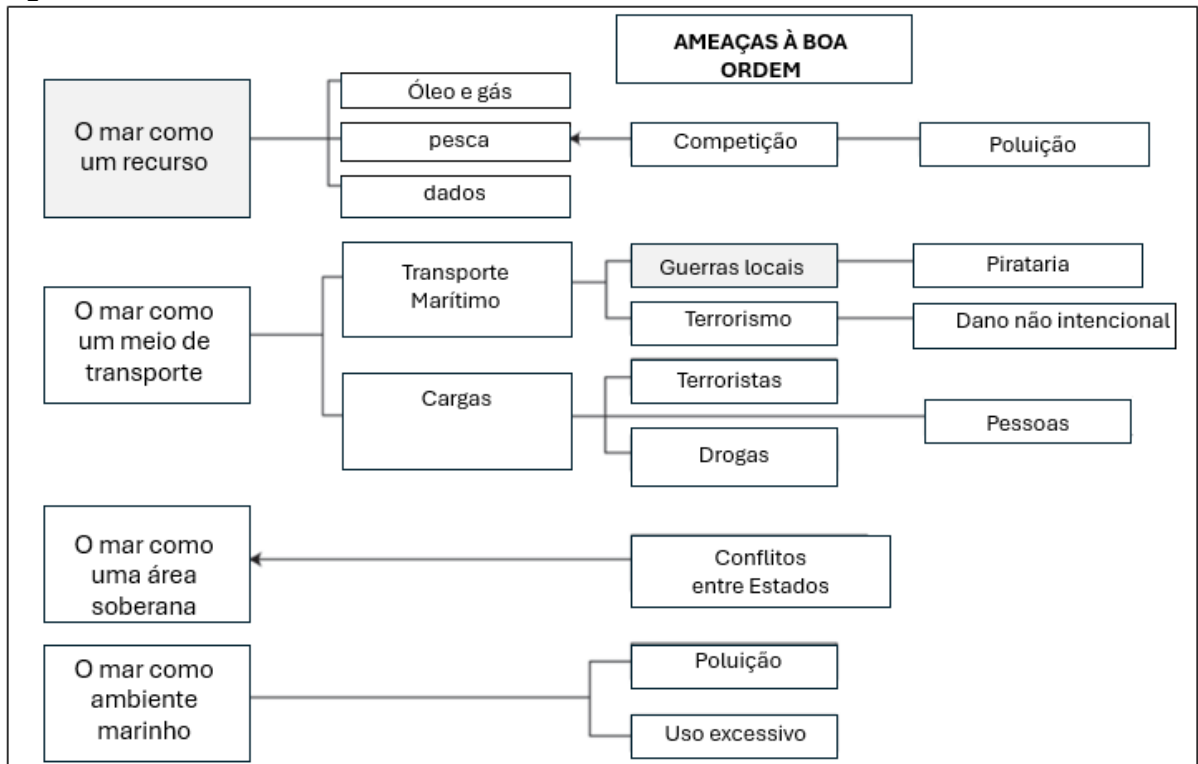 AMEAÇAS À BOA
ORDEM
O mar como
um recurso
Óleo e gás
pesca
dados
Competição
Poluição
O mar como
um meio de
transporte
Transporte
Marítimo
Guerras locais
Pirataria
Terrorismo
Dano não intencional
Cargas
Terroristas
Pessoas
Drogas
O mar como
uma área
soberana
Conflitos
entre Estados
O mar como
ambiente
marinho
Poluição
Uso excessivo